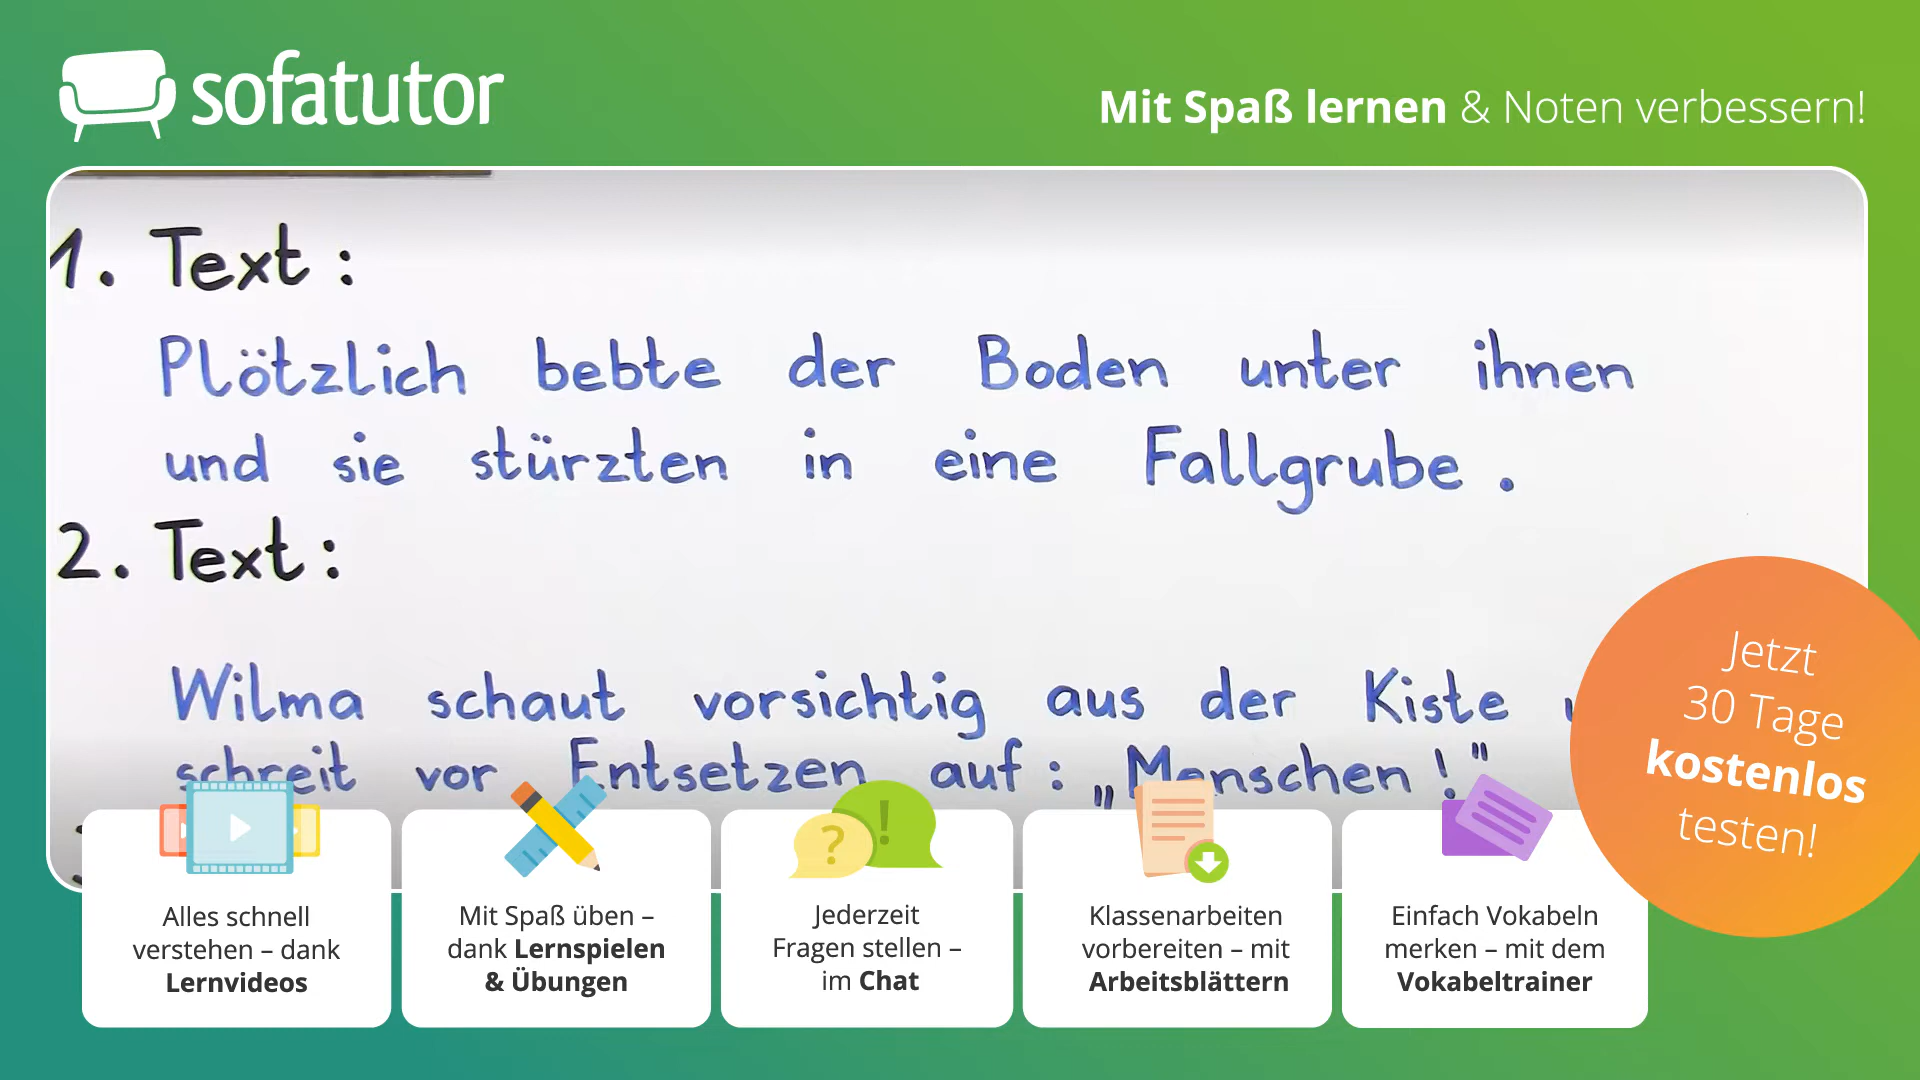 sofatutor
Mit Spaß lernen & Noten verbessern!
1. Text :
Plötzlich bebte der Boden unter ihnen
und sie stürzten in eine Fallgrube .
2. Text :
Wilma schaut vorsichtig aus der Kiste
schreit vor Entsetzen auf : „Menschen !"
Jetzt
30 Tage
kostenlos
testen!
Alles schnell
verstehen – dank
Lernvideos
Mit Spaß üben –
dank Lernspielen
& Übungen
? !
Jederzeit
Fragen stellen –
im Chat
Klassenarbeiten
vorbereiten – mit
Arbeitsblättern
Einfach Vokabeln
merken – mit dem
Vokabeltrainer